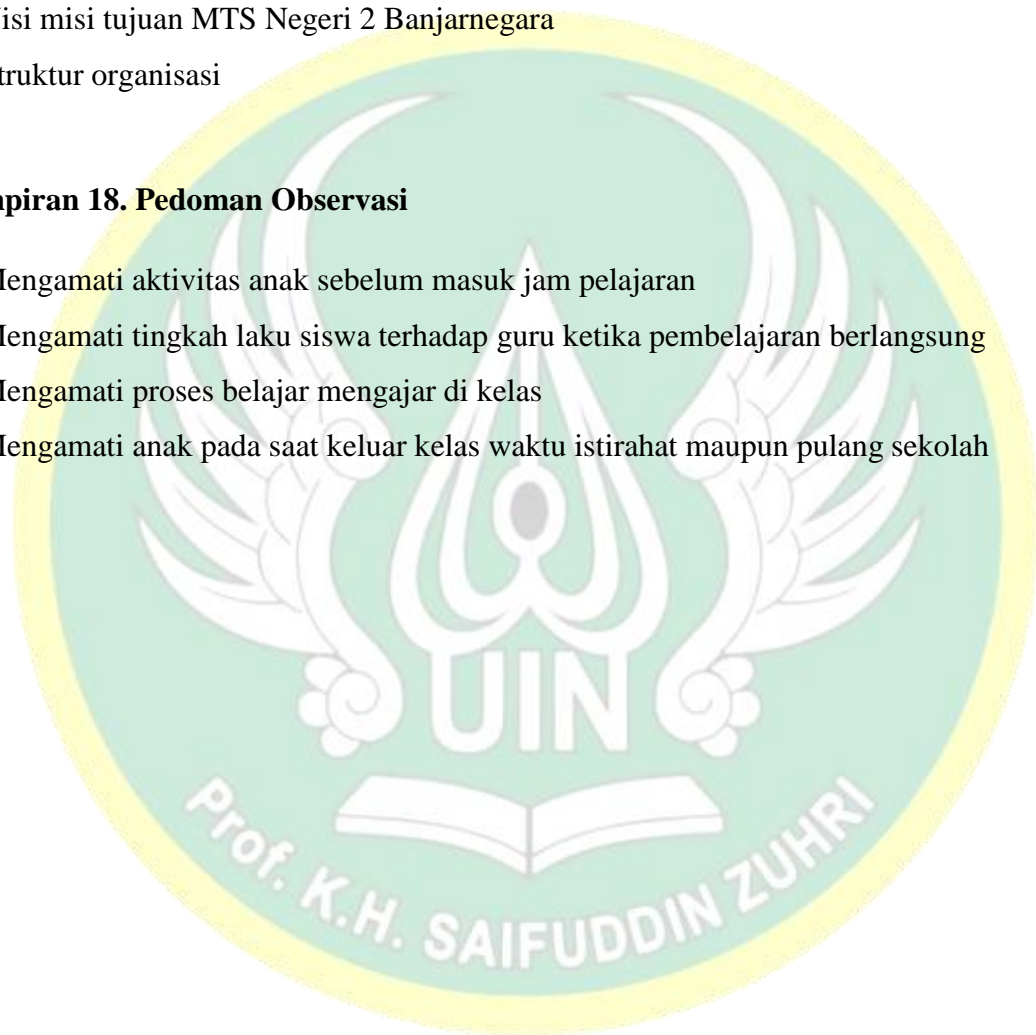 isi misi tujuan MTS Negeri 2 Banjarnegara
truktur organisasi
piran 18. Pedoman Observasi
engamati aktivitas anak sebelum masuk jam pelajaran
engamati tingkah laku siswa terhadap guru ketika pembelajaran berlangsung
engamati proses belajar mengajar di kelas
engamati anak pada saat keluar kelas waktu istirahat maupun pulang sekolah
UIN
Prof. K.H. SAIFUDDIN ZUHRI